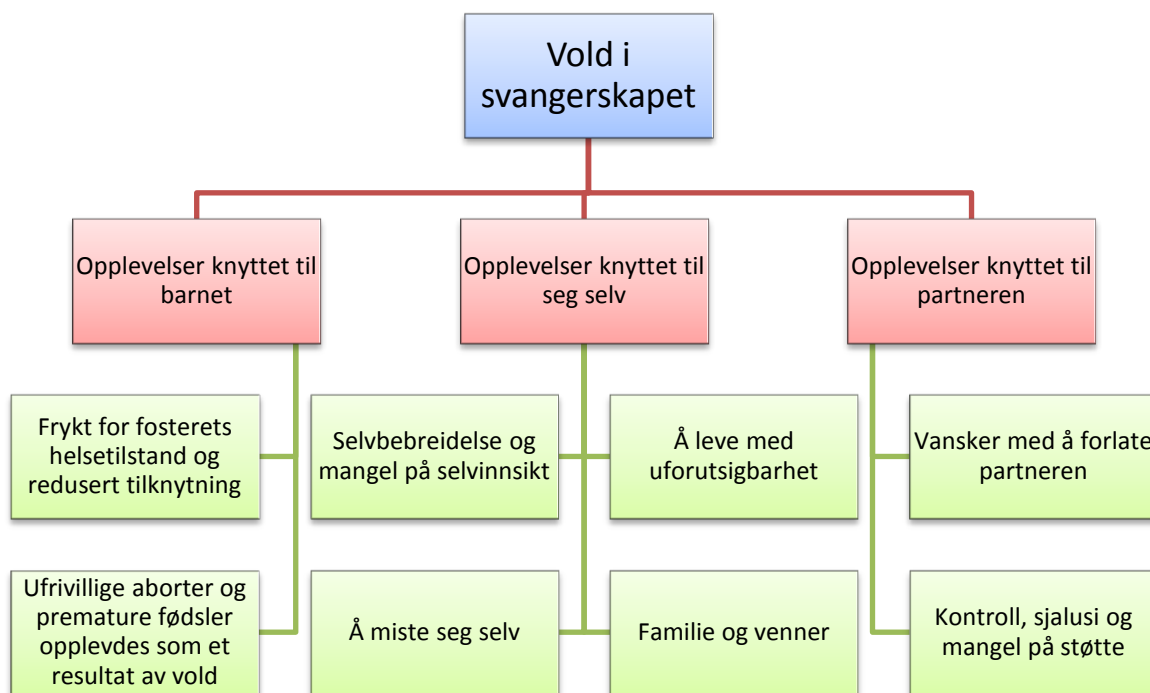 Vold i
svangerskapet
Opplevelser knyttet til
barnet
Opplevelser knyttet til
seg selv
Opplevelser knyttet til
partneren
Frykt for fosterets
helsetilstand og
redusert tilknytning
Selvbebreidelse og
mangel på selvinnsikt
Å leve med
uforutsigbarhet
Vansker med å forlate
partneren
Ufrivillige aborter og
premature fødsler
opplevdes som et
resultat av vold
Å miste seg selv
Familie og venner
Kontroll, sjalusi og
mangel på støtte